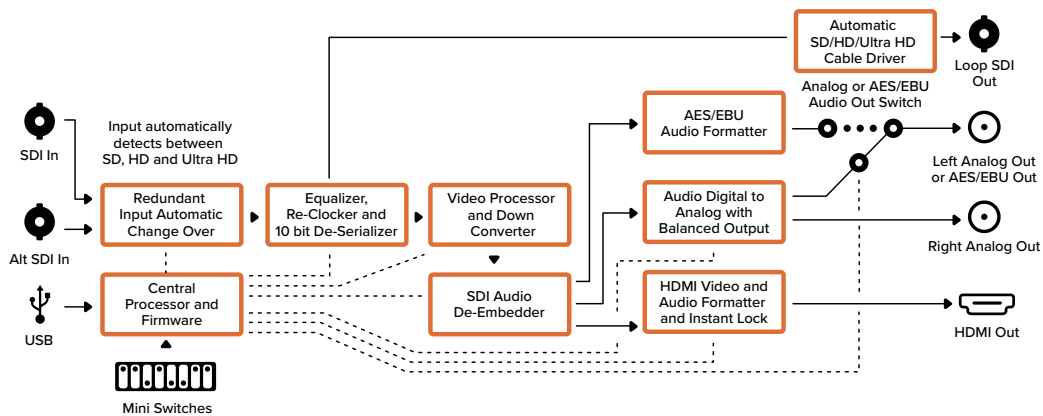 Automatic
SD/HD/Ultra HD
Cable Driver
Loop SDI
Out
Analog or AES/EBU
Audio Out Switch
AES/EBU
Audio Formatter
SDI In
Input automatically
detects between
SD, HD and Ultra HD
Left Analog Out
or AES/EBU Out
Redundant
Input Automatic
Change Over
Equalizer,
Re-Clocker and
10 bit De-Serializer
Video Processor
and Down
Converter
Audio Digital to
Analog with
Balanced Output
Alt SDI In
Right Analog Out
Central
Processor and
Firmware
SDI Audio
De-Embedder
HDMI Video and
Audio Formatter
and Instant Lock
USB
HDMI Out
Mini Switches